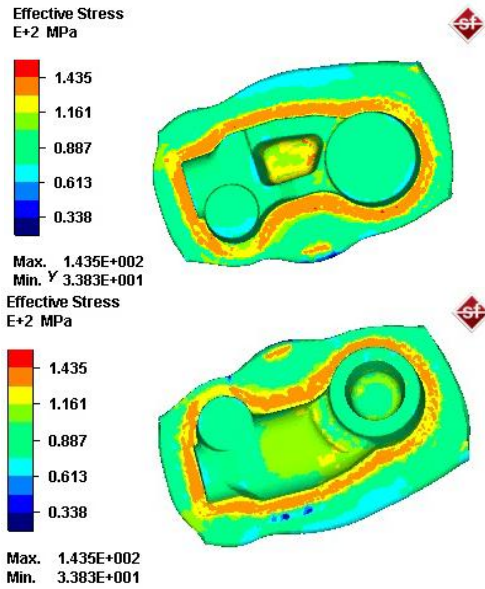 Effective Stress
E+2 MPa
sf
1.435
1.161
0.887
0.613
0.338
Max. 1.435E+002
Min. Y 3.383E+001
Effective Stress
E+2 MPa
sf
1.435
1.161
0.887
0.613
0.338
Max. 1.435E+002
Min. 3.383E+001